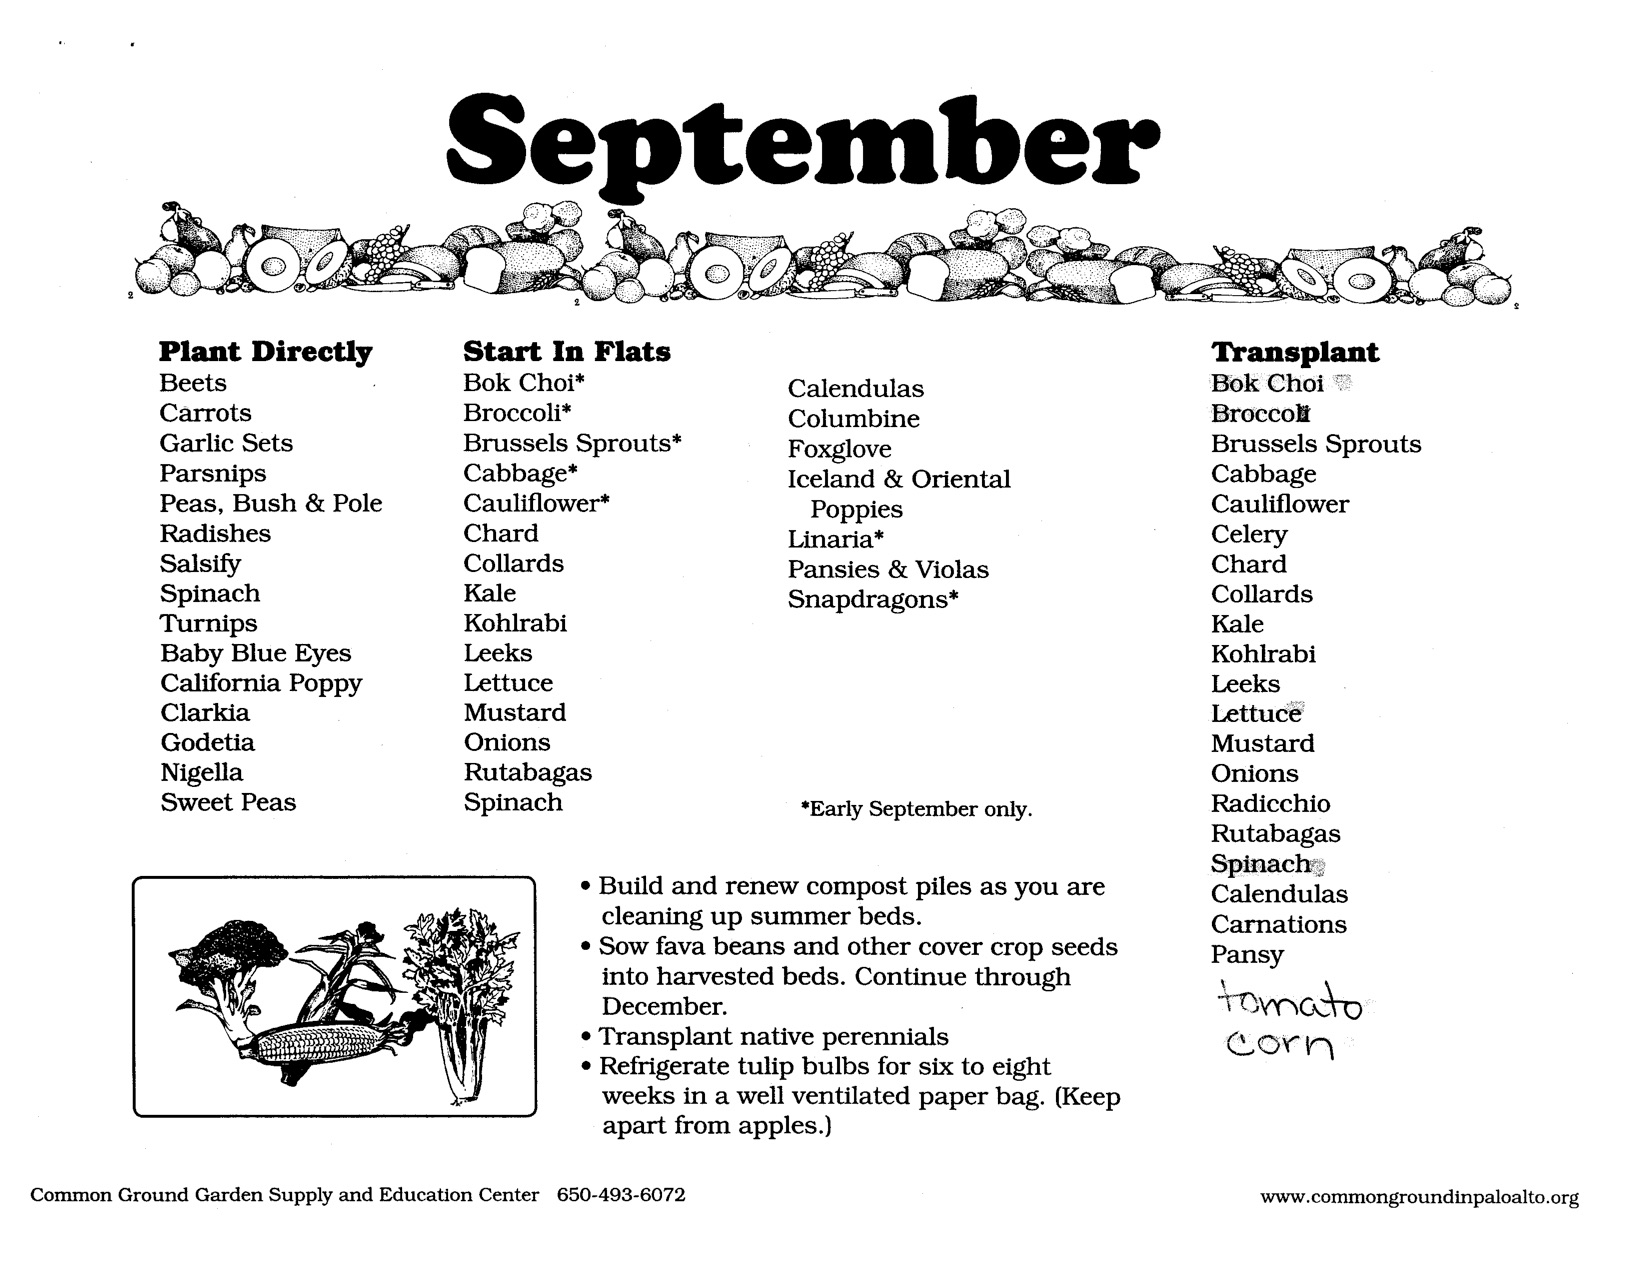 September
Plant Directly
Beets
Carrots
Garlic Sets
Parsnips
Peas, Bush & Pole
Radishes
Salsify
Spinach
Turnips
Baby Blue Eyes
California Poppy
Clarkia
Godetia
Nigella
Sweet Peas
Start In Flats
Bok Choi*
Broccoli*
Brussels Sprouts*
Cabbage*
Cauliflower*
Chard
Collards
Kale
Kohlrabi
Leeks
Lettuce
Mustard
Onions
Rutabagas
Spinach
Calendulas
Columbine
Foxglove
Iceland & Oriental
Poppies
Linaria*
Pansies & Violas
Snapdragons*
*Early September only.
Transplant
Bok Choi
Broccoli
Brussels Sprouts
Cabbage
Cauliflower
Celery
Chard
Collards
Kale
Kohlrabi
Leeks
Lettuce
Mustard
Onions
Radicchio
Rutabagas
Spinach
Calendulas
Carnations
Pansy
tomato
corn
• Build and renew compost piles as you are
cleaning up summer beds.
• Sow fava beans and other cover crop seeds
into harvested beds. Continue through
December.
• Transplant native perennials
• Refrigerate tulip bulbs for six to eight
weeks in a well ventilated paper bag. (Keep
apart from apples.)
Common Ground Garden Supply and Education Center 650-493-6072
www.commongroundinpaloalto.org